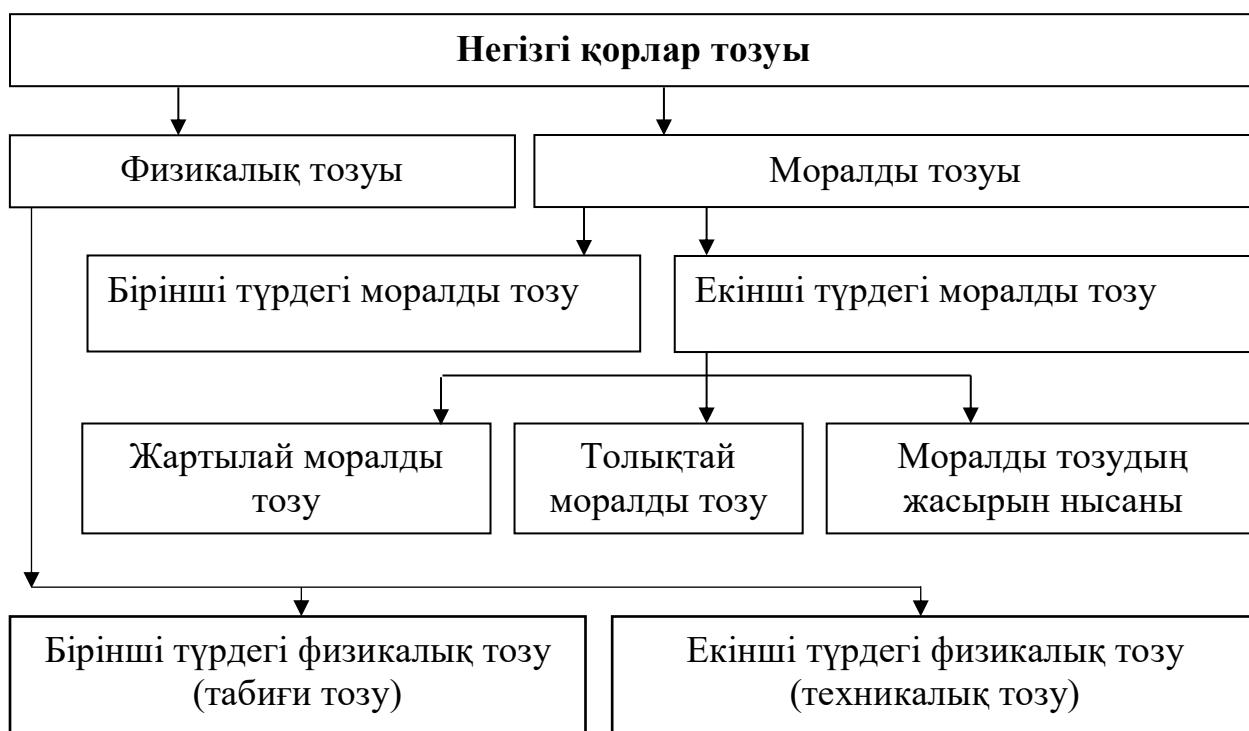 Негізгі қорлар тозуы
Физикалық тозуы
Моралды тозуы
Бірінші түрдегі моралды тозу
Екінші түрдегі моралды тозу
Жартылай моралды
тозу
Толықтай
моралды тозу
Моралды тозудың
жасырын нысаны
Бірінші түрдегі физикалық тозу
(табиғи тозу)
Екінші түрдегі физикалық тозу
(техникалық тозу)